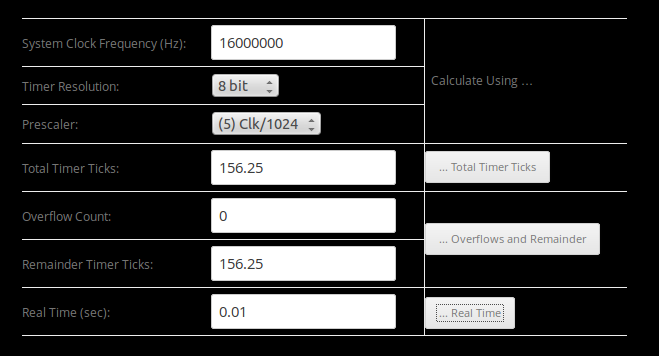 System Clock Frequency (Hz): 16000000
Timer Resolution: 8 bit
Calculate Using ...
Prescaler: (5) Clk/1024
Total Timer Ticks: 156.25 ... Total Timer Ticks
Overflow Count: 0
... Overflows and Remainder
Remainder Timer Ticks: 156.25
Real Time (sec): 0.01 ... Real Time